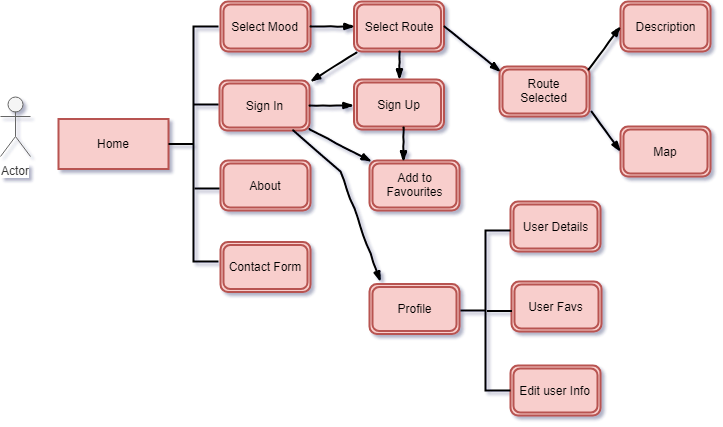 Select Mood
Select Route
Description
Route
Selected
Sign In
Sign Up
Home
Map
Actor
About
Add to
Favourites
User Details
Contact Form
Profile
User Favs
Edit user Info